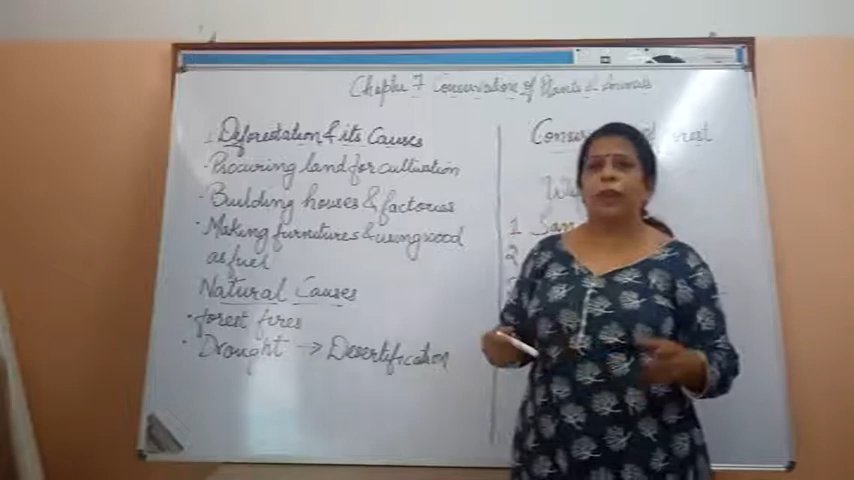 Chapter 7 Conservation of Plants & Animals
Deforestation & its Causes
Procuring land for cultivation
Building houses & factories
Making furnitures & using wood
as fuel
Natural Causes
forest fires
Drought → Desertification
1
2